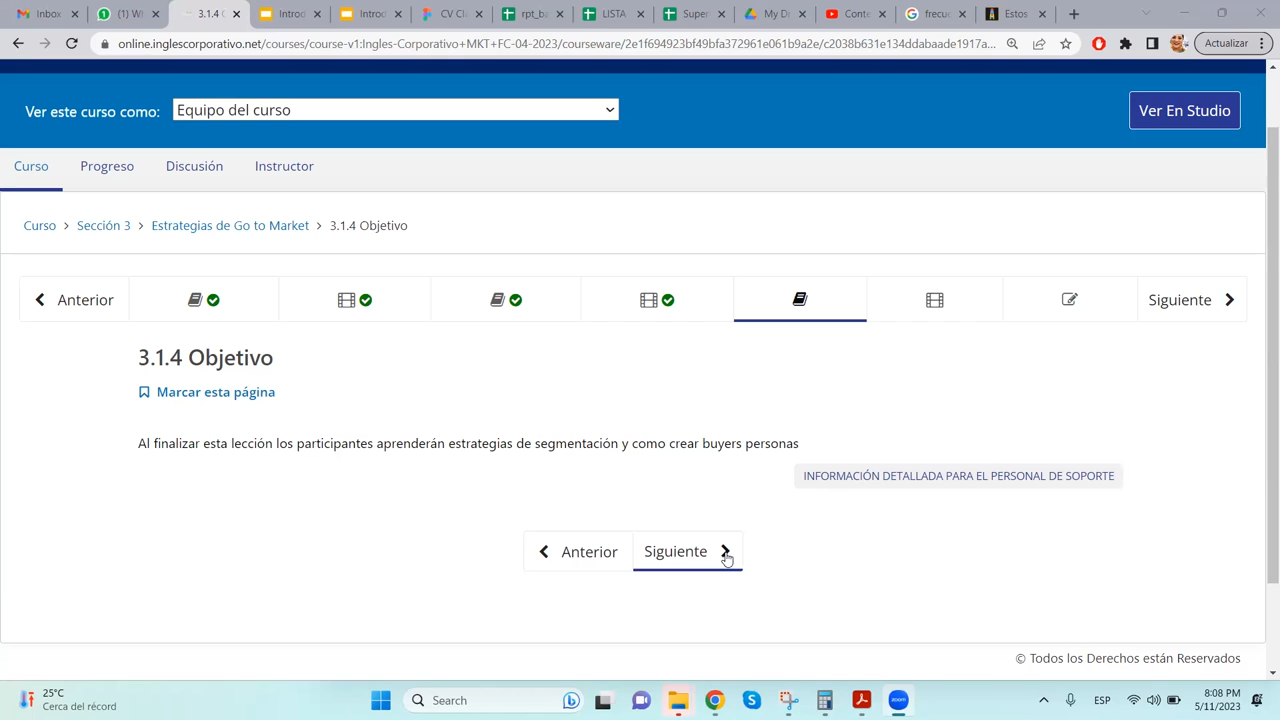 Inbox
(1) W
3.1.4 O
Introd
Introd
CV Cl
rpt_ba
LISTA
Super
My D
Conte
frecue
Estos
online.inglescorporativo.net/courses/course-v1:Ingles-Corporativo+MKT+FC-04-2023/courseware/2e1f694923bf49bfa372961e061b9a2e/c2038b631e134ddabaade1917a...
Actualizar
Ver este curso como:
Equipo del curso
Ver En Studio
Curso
Progreso
Discusión
Instructor
Curso > Sección 3 > Estrategias de Go to Market > 3.1.4 Objetivo
Anterior
Siguiente
3.1.4 Objetivo
Marcar esta página
Al finalizar esta lección los participantes aprenderán estrategias de segmentación y como crear buyers personas
INFORMACIÓN DETALLADA PARA EL PERSONAL DE SOPORTE
Anterior
Siguiente
© Todos los Derechos están Reservados
25°C
Cerca del récord
Search
ESP
8:08 PM
5/11/2023